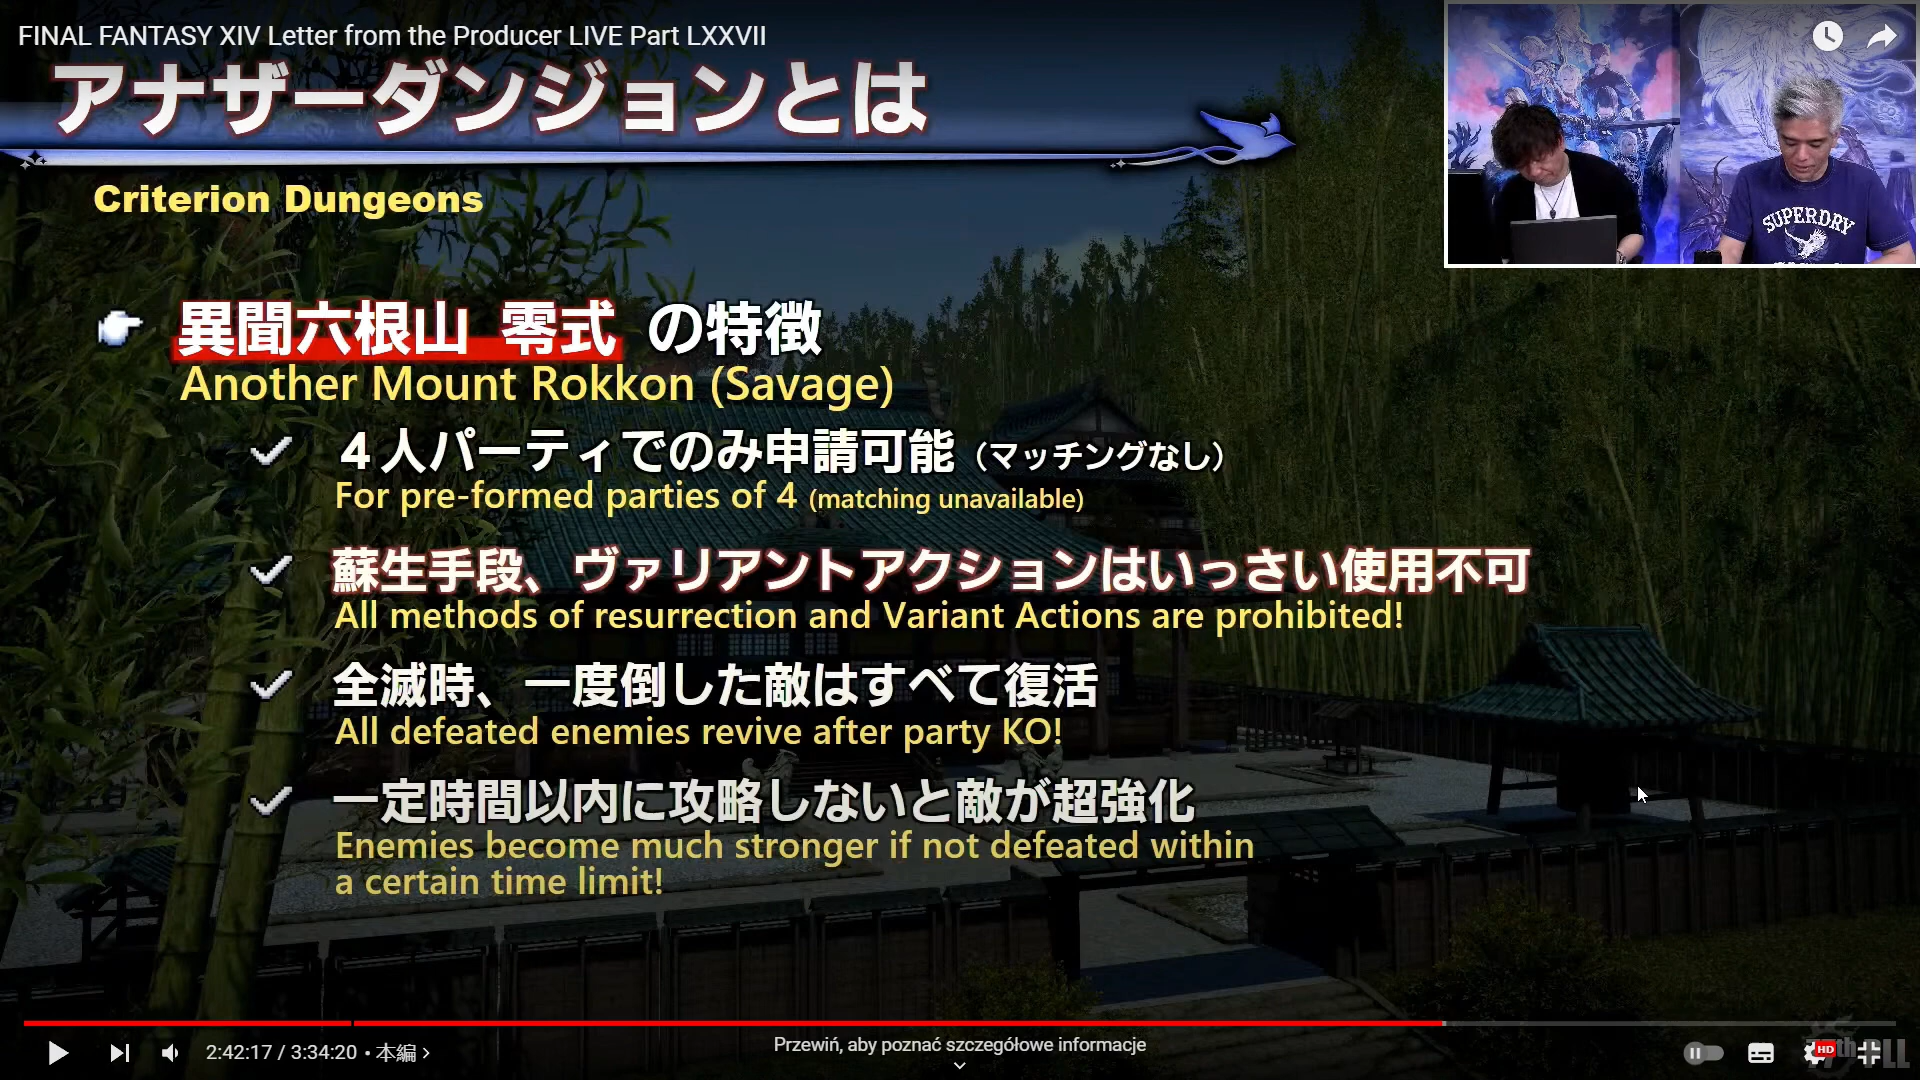 FINAL FANTASY XIV Letter from the Producer LIVE Part LXXVII
アナザーダンジョンとは
Criterion Dungeons
SUPERDRY
異聞六根山 零式 の特徴
Another Mount Rokkon (Savage)
４人パーティでのみ申請可能（マッチングなし）
For pre-formed parties of 4 (matching unavailable)
蘇生手段、ヴァリアントアクションはいっさい使用不可
All methods of resurrection and Variant Actions are prohibited!
全滅時、一度倒した敵はすべて復活
All defeated enemies revive after party KO!
一定時間以内に攻略しないと敵が超強化
Enemies become much stronger if not defeated within
a certain time limit!
2:42:17 / 3:34:20 • 本編
Przewiń, aby poznać szczegółowe informacje
HD
77th PLL